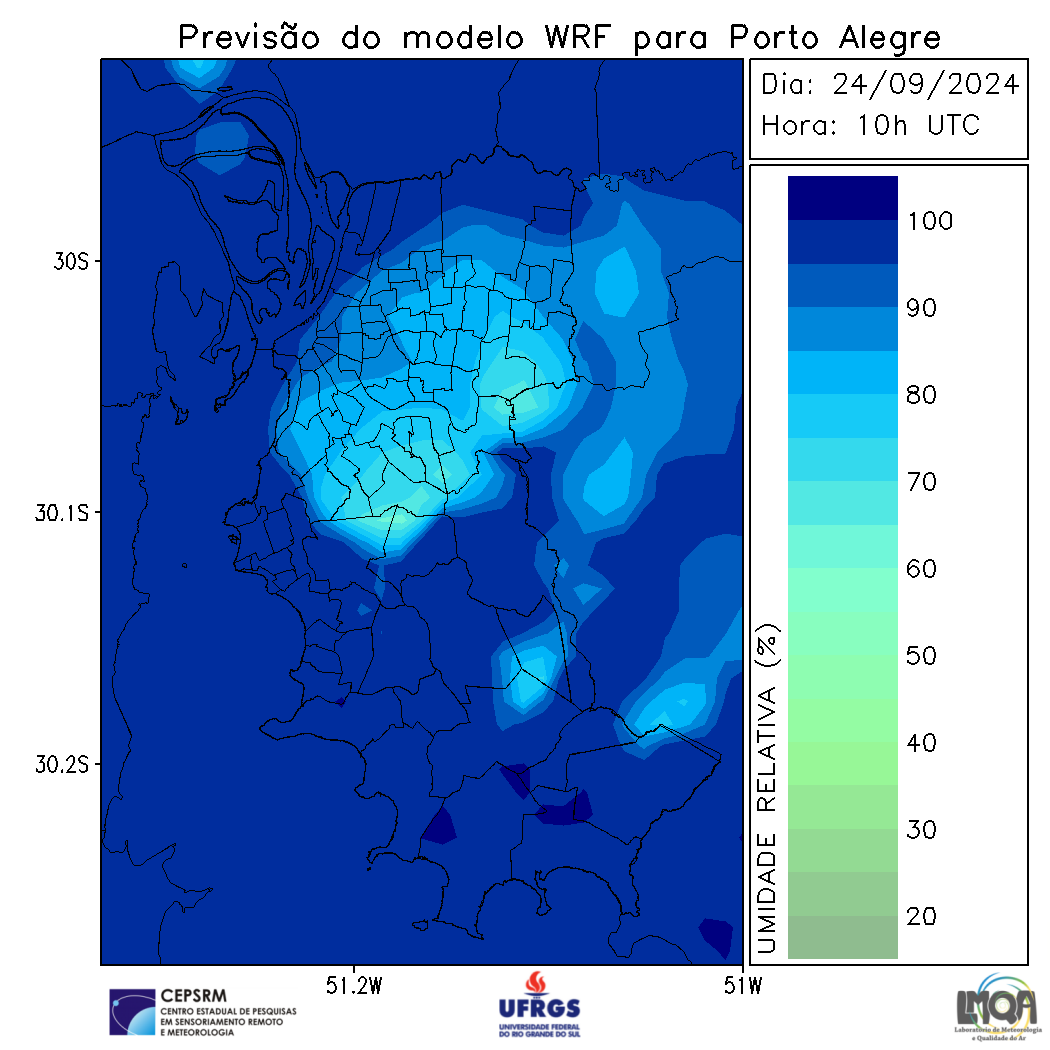 Previsão do modelo WRF para Porto Alegre
Dia: 24/09/2024
Hora: 10h UTC
100
90
80
70
60
50
40
30
20
UMIDADE RELATIVA (%)
30S
30.1S
30.2S
51.2W
51W
CEPSRM
CENTRO ESTADUAL DE PESQUISAS
EM SENSORIAMENTO REMOTO
E METEOROLOGIA
UFRGS
UNIVERSIDADE FEDERAL
DO RIO GRANDE DO SUL
LMQA
Laboratório de Meteorologia
e Qualidade do Ar